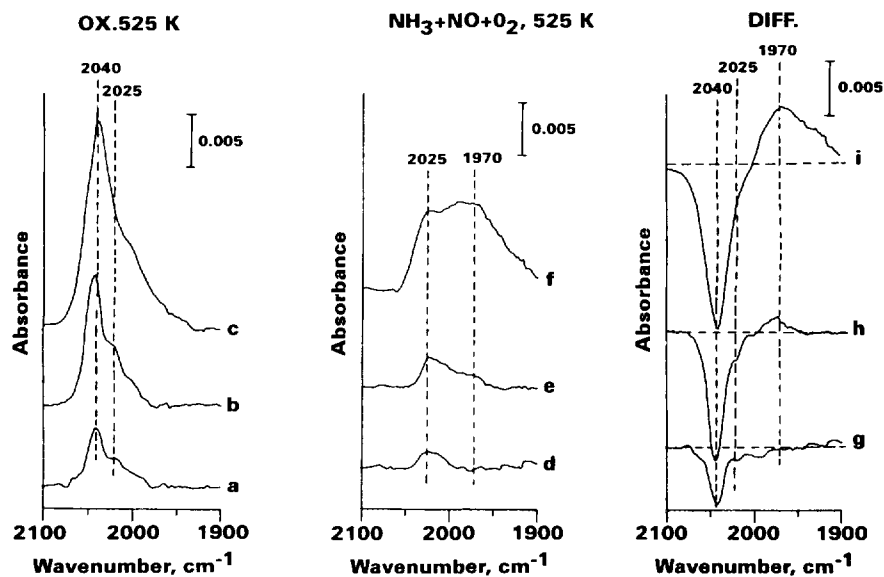 OX.525 K
2040
2025
0.005
c
b
a
Absorbance
2100 2000 1900
Wavenumber, cm-1
NH3+NO+02, 525 K
0.005
2025 1970
f
e
d
Absorbance
2100 2000 1900
Wavenumber, cm-1
DIFF.
1970
2025
2040
0.005
i
h
g
Absorbance
2100 2000 1900
Wavenumber, cm-1